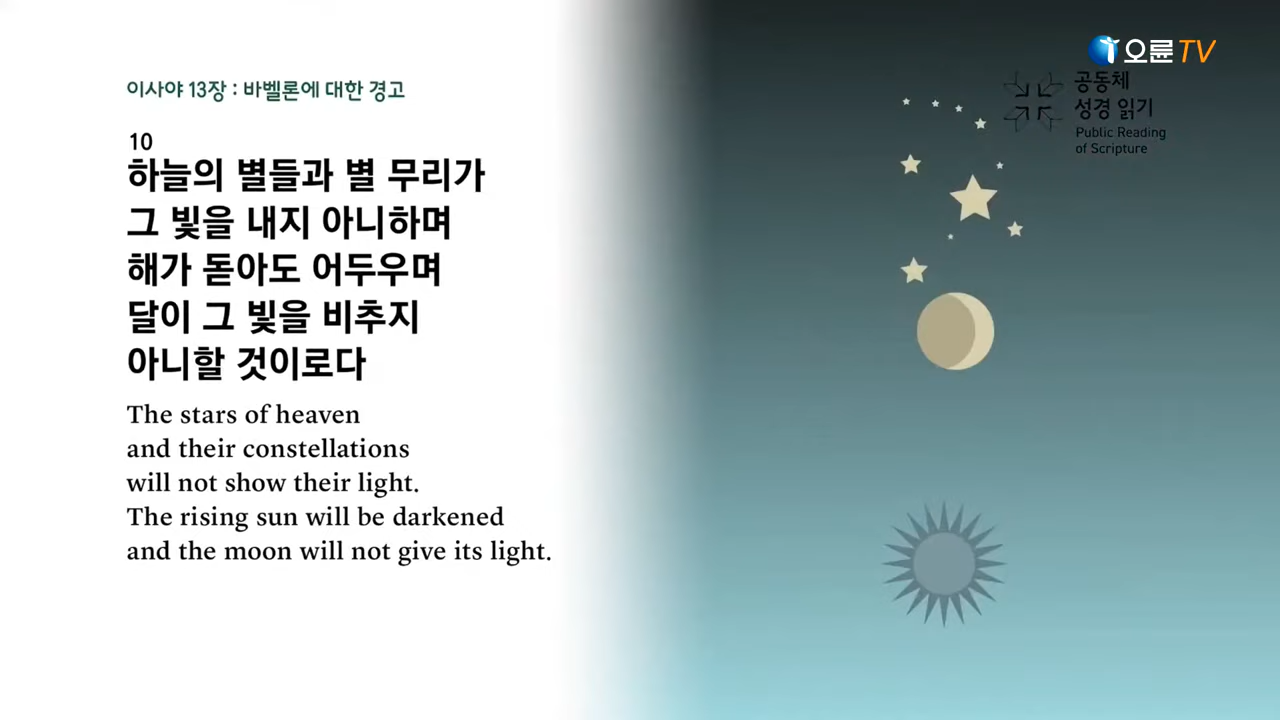 오륜TV
공동체
성경 읽기
Public Reading
of Scripture
이사야 13장 : 바벨론에 대한 경고
10
하늘의 별들과 별 무리가
그 빛을 내지 아니하며
해가 돋아도 어두우며
달이 그 빛을 비추지
아니할 것이로다
The stars of heaven
and their constellations
will not show their light.
The rising sun will be darkened
and the moon will not give its light.